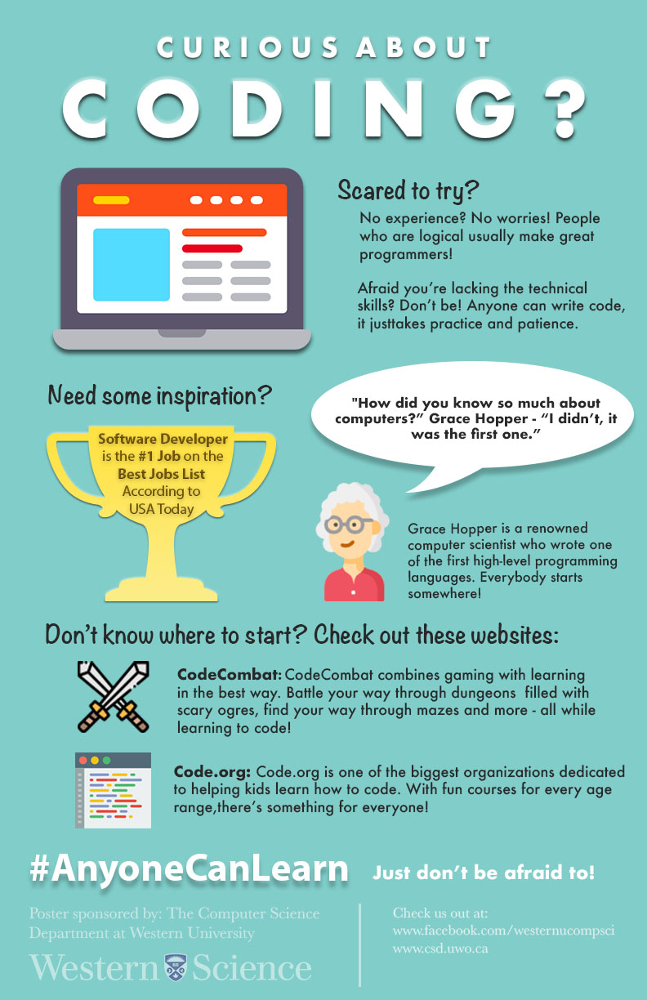 CURIOUS ABOUT
CODING?
Scared to try?
No experience? No worries! People
who are logical usually make great
programmers!
Afraid you're lacking the technical
skills? Don't be! Anyone can write code,
it justtakes practice and patience.
Need some inspiration?
Software Developer
is the #1 Job on the
Best Jobs List
According to
USA Today
"How did you know so much about
computers?” Grace Hopper - “I didn’t, it
was the first one.”
Grace Hopper is a renowned
computer scientist who wrote one
of the first high-level programming
languages. Everybody starts
somewhere!
Don't know where to start? Check out these websites:
CodeCombat: CodeCombat combines gaming with learning
in the best way. Battle your way through dungeons  filled with
scary ogres, find your way through mazes and more - all while
learning to code!
Code.org: Code.org is one of the biggest organizations dedicated
to helping kids learn how to code. With fun courses for every age
range,there's something for everyone!
#AnyoneCanLearn Just don't be afraid to!
Poster sponsored by: The Computer Science
Department at Western University
Western Science
Check us out at:
www.facebook.com/westernucompsci
www.csd.uwo.ca